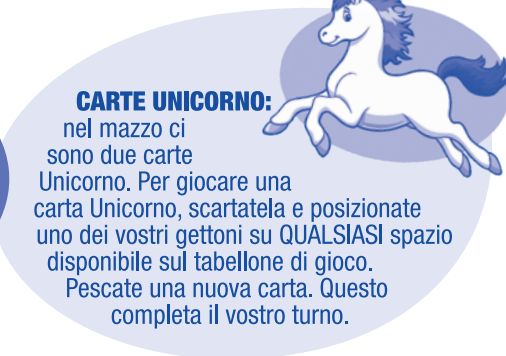 CARTE UNICORNO:
nel mazzo ci
sono due carte
Unicorno. Per giocare una
carta Unicorno, scartatela e posizionate
uno dei vostri gettoni su QUALSIASI spazio
disponibile sul tabellone di gioco.
Pescate una nuova carta. Questo
completa il vostro turno.